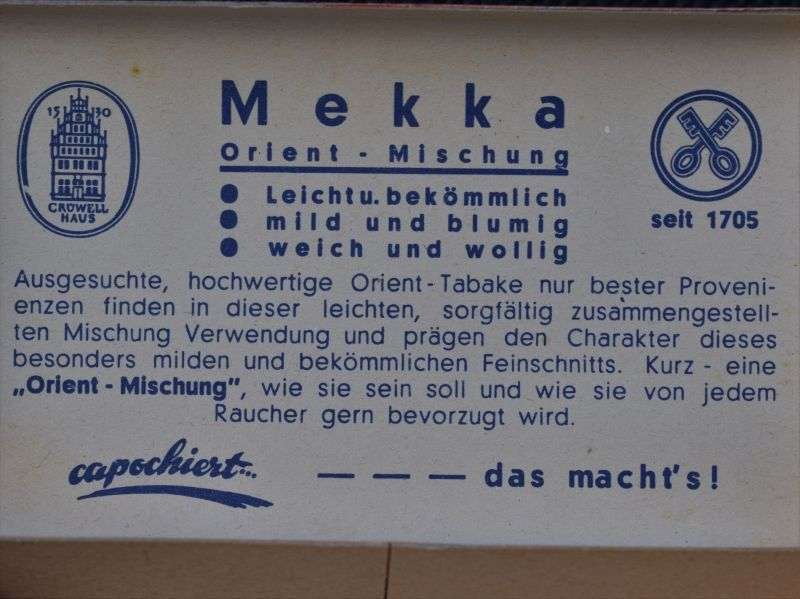 15 30
CRÜWELL
HAUS
Mekka
Orient - Mischung
● Leicht u. bekömmlich
● mild und blumig
● weich und wollig
seit 1705
Ausgesuchte, hochwertige Orient-Tabake nur bester Proveni-
enzen finden in dieser leichten, sorgfältig zusammengestell-
ten Mischung Verwendung und prägen den Charakter dieses
besonders milden und bekömmlichen Feinschnitts. Kurz - eine
„Orient - Mischung", wie sie sein soll und wie sie von jedem
Raucher gern bevorzugt wird.
capochiert... — — — das macht's!